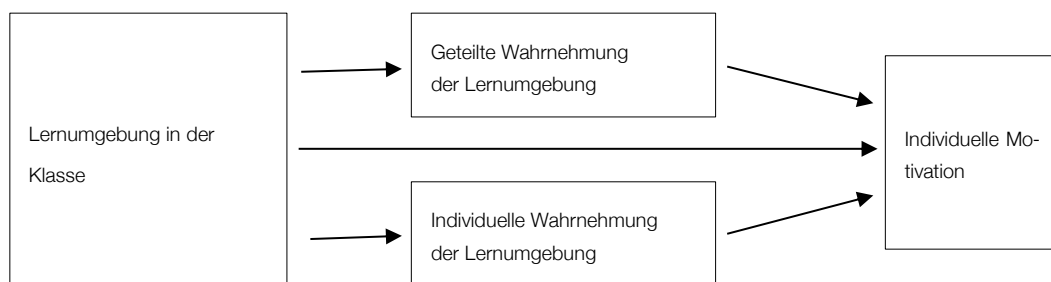 Geteilte Wahrnehmung
der Lernumgebung
Lernumgebung in der
Klasse
Individuelle Mo-
tivation
Individuelle Wahrnehmung
der Lernumgebung